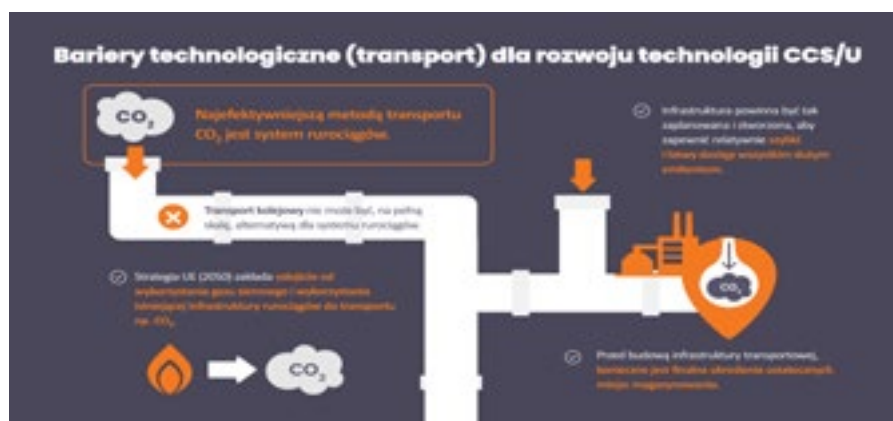 Bariery technologiczne (transport) dla rozwoju technologii CCS/U
CO2
Najefektywniejszą metodą transportu
CO2 jest system rurociągów.
Infrastruktura powinna być tak
zaplanowana i stworzona, aby
zapewnić relatywnie szybki
i łatwy dostęp wszystkim dużym
emitentom.
Transport kolejowy nie może być, na pełną
skalę, alternatywą dla systemu rurociągów
Strategia UE (2050) zakłada odejście od
wykorzystania gazu ziemnego i wykorzystanie
istniejącej infrastruktury rurociągów do transportu
np. CO2.
CO2
CO2
Przed budową infrastruktury transportowej,
konieczne jest finalne określenie ostatecznych
miejsc magazynowania.